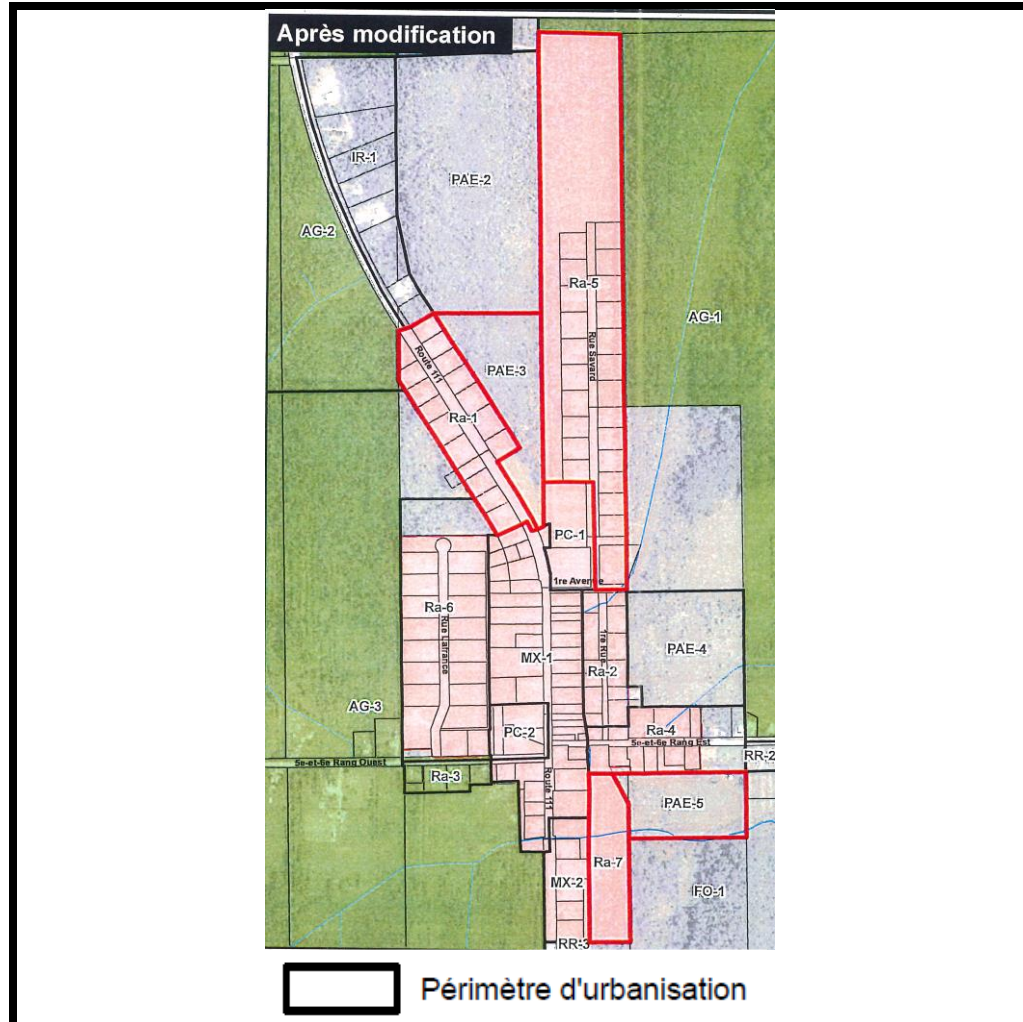 Après modification
IR-1
PAE-2
AG-2
Ra-5
AG-1
Rue Savard
Route 111
PAE-3
Ra-1
PC-1
1re Avenue
Ra-6
Rue Lafrance
1re Rue
PAE-4
MX-1
Ra-2
AG-3
PC-2
Ra-4
5e-et-6e Rang Est
RR-2
5e-et-6e Rang Ouest
Ra-3
Route 111
PAE-5
Ra-7
MX-2
FO-1
RR-3
Périmètre d'urbanisation